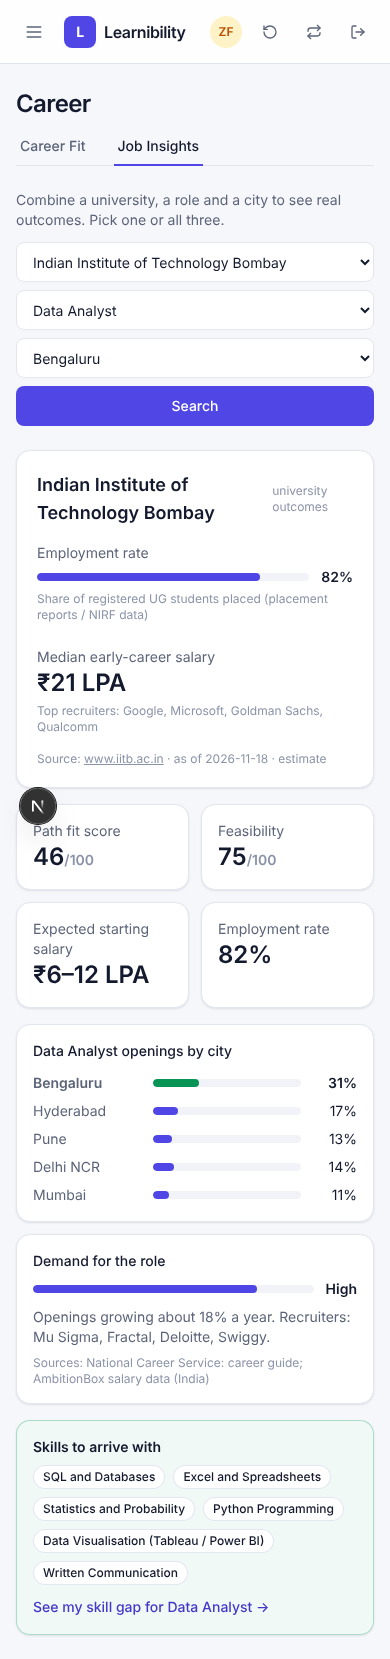 L Learnibility ZF
Career
Career Fit Job Insights
Combine a university, a role and a city to see real
outcomes. Pick one or all three.
Indian Institute of Technology Bombay
Data Analyst
Bengaluru
Search
Indian Institute of
Technology Bombay
university
outcomes
Employment rate
82%
Share of registered UG students placed (placement
reports / NIRF data)
Median early-career salary
₹21 LPA
Top recruiters: Google, Microsoft, Goldman Sachs,
Qualcomm
Source: www.iitb.ac.in · as of 2026-11-18 · estimate
N
Path fit score
46/100
Feasibility
75/100
Expected starting
salary
₹6–12 LPA
Employment rate
82%
Data Analyst openings by city
Bengaluru 31%
Hyderabad 17%
Pune 13%
Delhi NCR 14%
Mumbai 11%
Demand for the role
High
Openings growing about 18% a year. Recruiters:
Mu Sigma, Fractal, Deloitte, Swiggy.
Sources: National Career Service: career guide;
AmbitionBox salary data (India)
Skills to arrive with
SQL and Databases Excel and Spreadsheets
Statistics and Probability Python Programming
Data Visualisation (Tableau / Power BI)
Written Communication
See my skill gap for Data Analyst →